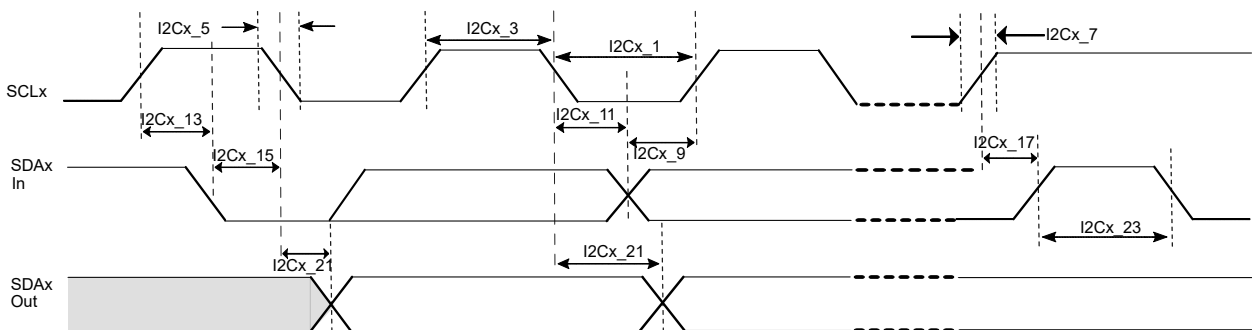 I2Cx_5
I2Cx_3
I2Cx_1
I2Cx_7
SCLx
I2Cx_13
I2Cx_11
I2Cx_9
I2Cx_15
I2Cx_17
SDAx
In
I2Cx_23
I2Cx_21
I2Cx_21
SDAx
Out